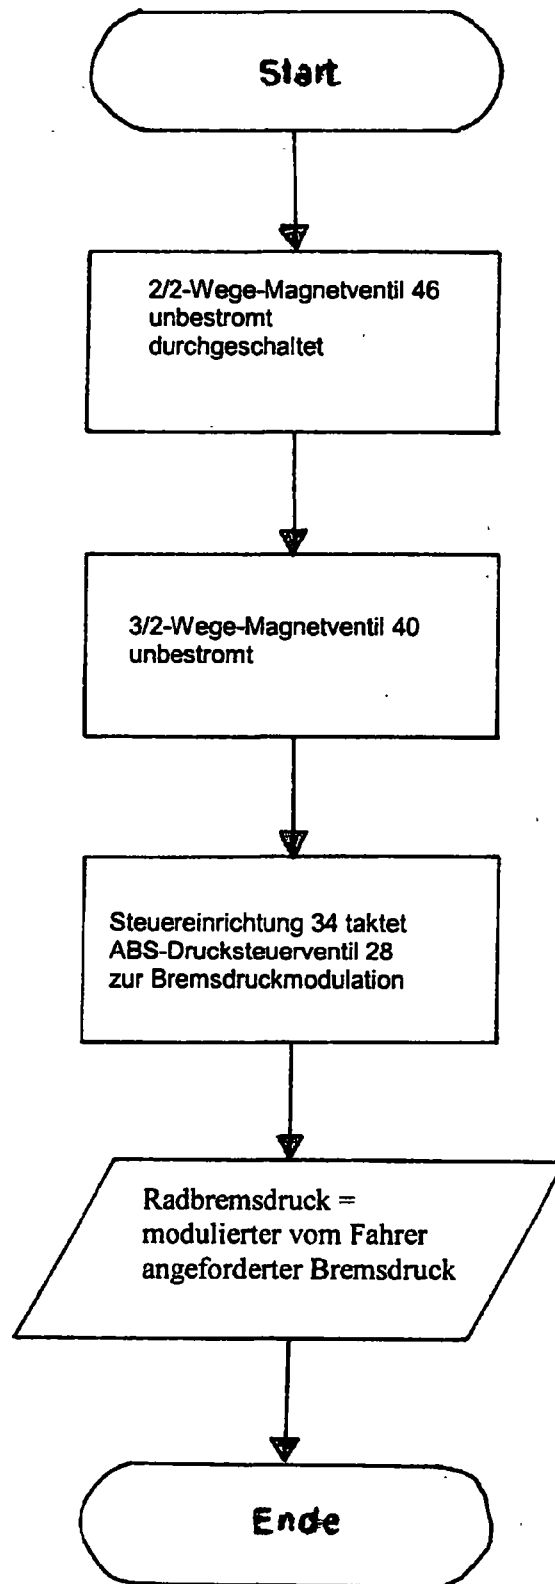 Start
2/2-Wege-Magnetventil 46
unbestromt
durchgeschaltet
3/2-Wege-Magnetventil 40
unbestromt
Steuereinrichtung 34 taktet
ABS-Drucksteuerventil 28
zur Bremsdruckmodulation
Radbremsdruck =
modulierter vom Fahrer
angeforderter Bremsdruck
Ende